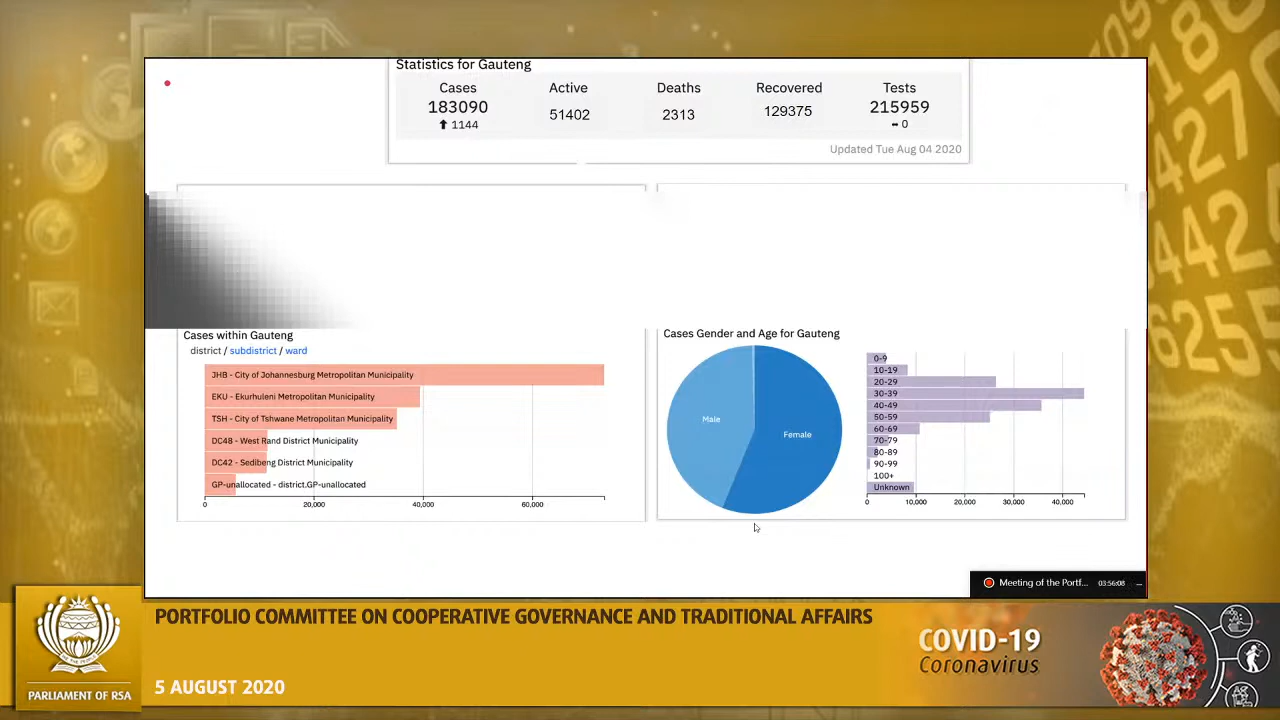 Statistics for Gauteng
Cases Active Deaths Recovered Tests
183090 51402 2313 129375 215959
1144 0
Updated Tue Aug 04 2020
Cases within Gauteng
district / subdistrict / ward
JHB - City of Johannesburg Metropolitan Municipality
EKU - Ekurhuleni Metropolitan Municipality
TSH - City of Tshwane Metropolitan Municipality
DC48 - West Rand District Municipality
DC42 - Sedibeng District Municipality
GP-unallocated - district.GP-unallocated
0 20,000 40,000 60,000
Cases Gender and Age for Gauteng
Male
Female
0-9
10-19
20-29
30-39
40-49
50-59
60-69
70-79
80-89
90-99
100+
Unknown
0 10,000 20,000 30,000 40,000
Meeting of the Portf... 03:56:08
PORTFOLIO COMMITTEE ON COOPERATIVE GOVERNANCE AND TRADITIONAL AFFAIRS
5 AUGUST 2020
PARLIAMENT OF RSA
COVID-19
Coronavirus